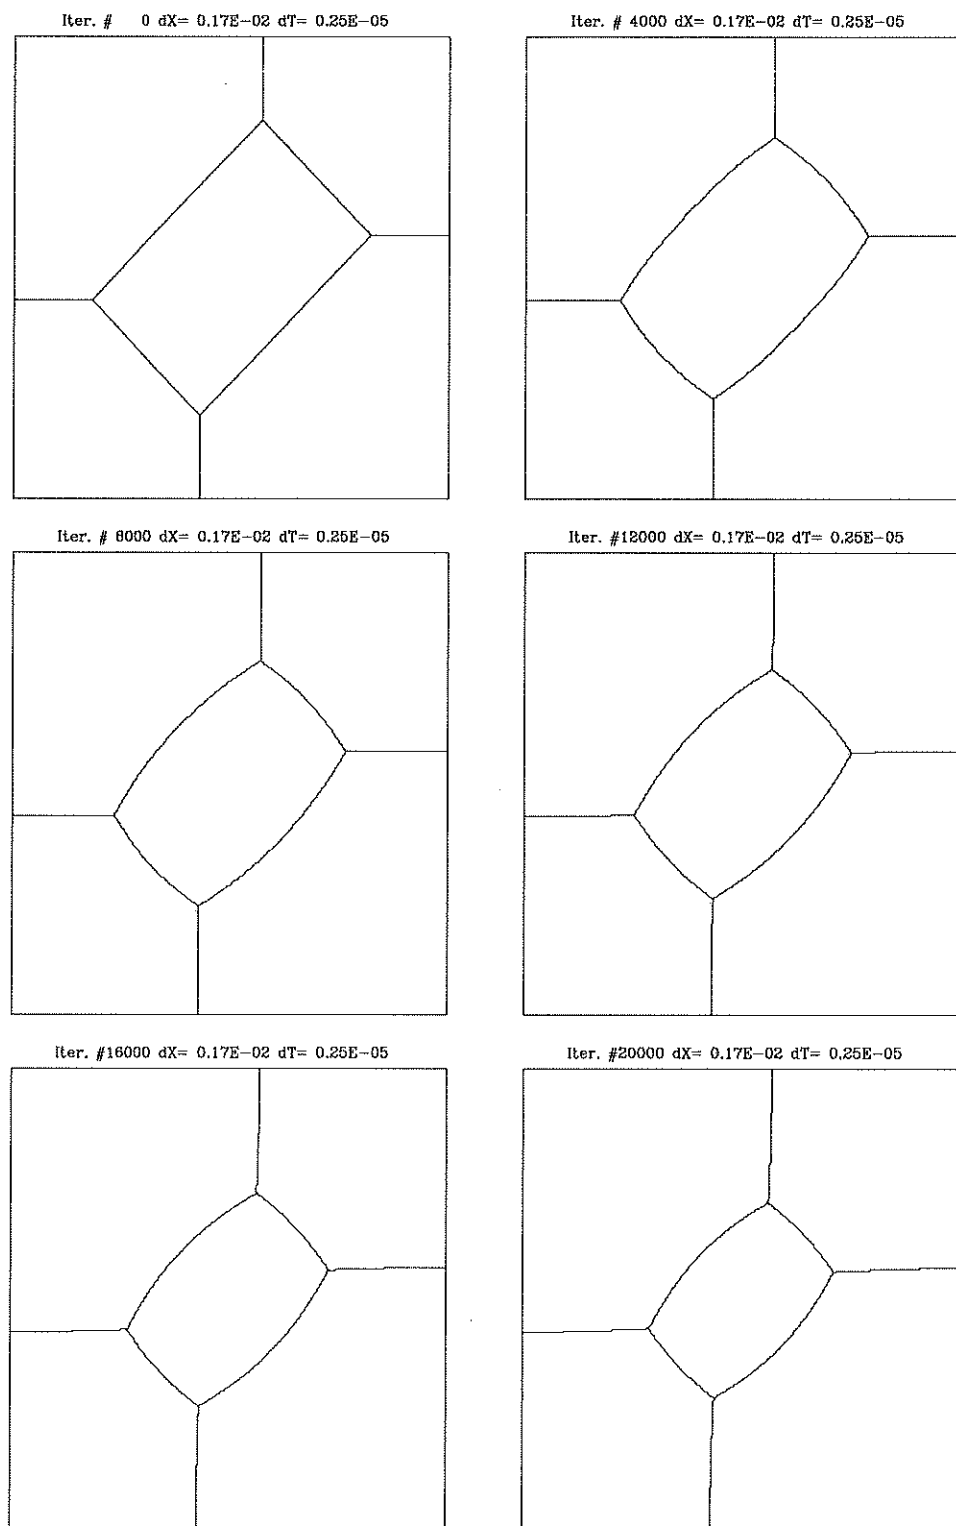 Iter. # 0 dX= 0.17E-02 dT= 0.25E-05
Iter. # 4000 dX= 0.17E-02 dT= 0.25E-05
Iter. # 8000 dX= 0.17E-02 dT= 0.25E-05
Iter. #12000 dX= 0.17E-02 dT= 0.25E-05
Iter. #16000 dX= 0.17E-02 dT= 0.25E-05
Iter. #20000 dX= 0.17E-02 dT= 0.25E-05